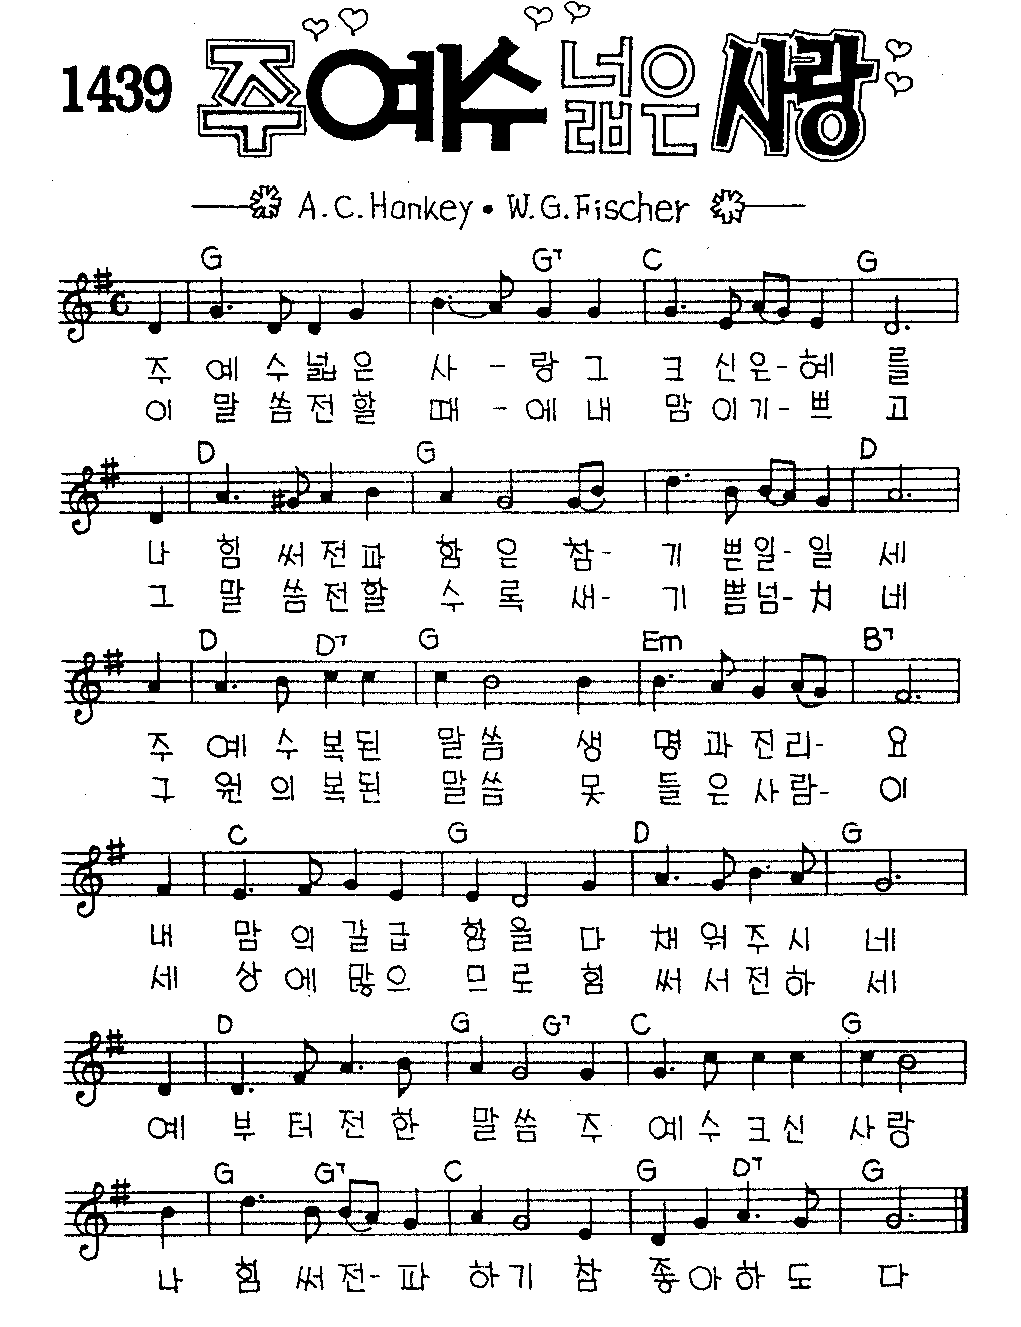 1439 주 예수 넓은 사랑
A.C.Hankey • W.G.Fischer
G G7 C G
주 예 수 넓 은 사 - 랑 그 크 신 은 - 혜 를
이 말 씀 전 할 때 - 에 내 맘 이 기 - 쁘 고
D G D
나 힘 써 전 파 함 은 참 - 기 쁜 일 - 일 세
그 말 씀 전 할 수 록 새 - 기 쁨 넘 - 치 네
D D7 G Em B7
주 예 수 복 된 말 씀 생 명 과 진 리 - 요
구 원 의 복 된 말 씀 못 들 은 사 람 - 이
C G D G
내 맘 의 갈 급 함 을 다 채 워 주 시 네
세 상 에 많 으 므 로 힘 써 서 전 하 세
D G G7 C G
예 부 터 전 한 말 씀 주 예 수 크 신 사 랑
G G7 C G D7 G
나 힘 써 전 - 파 하 기 참 좋 아 하 도 다